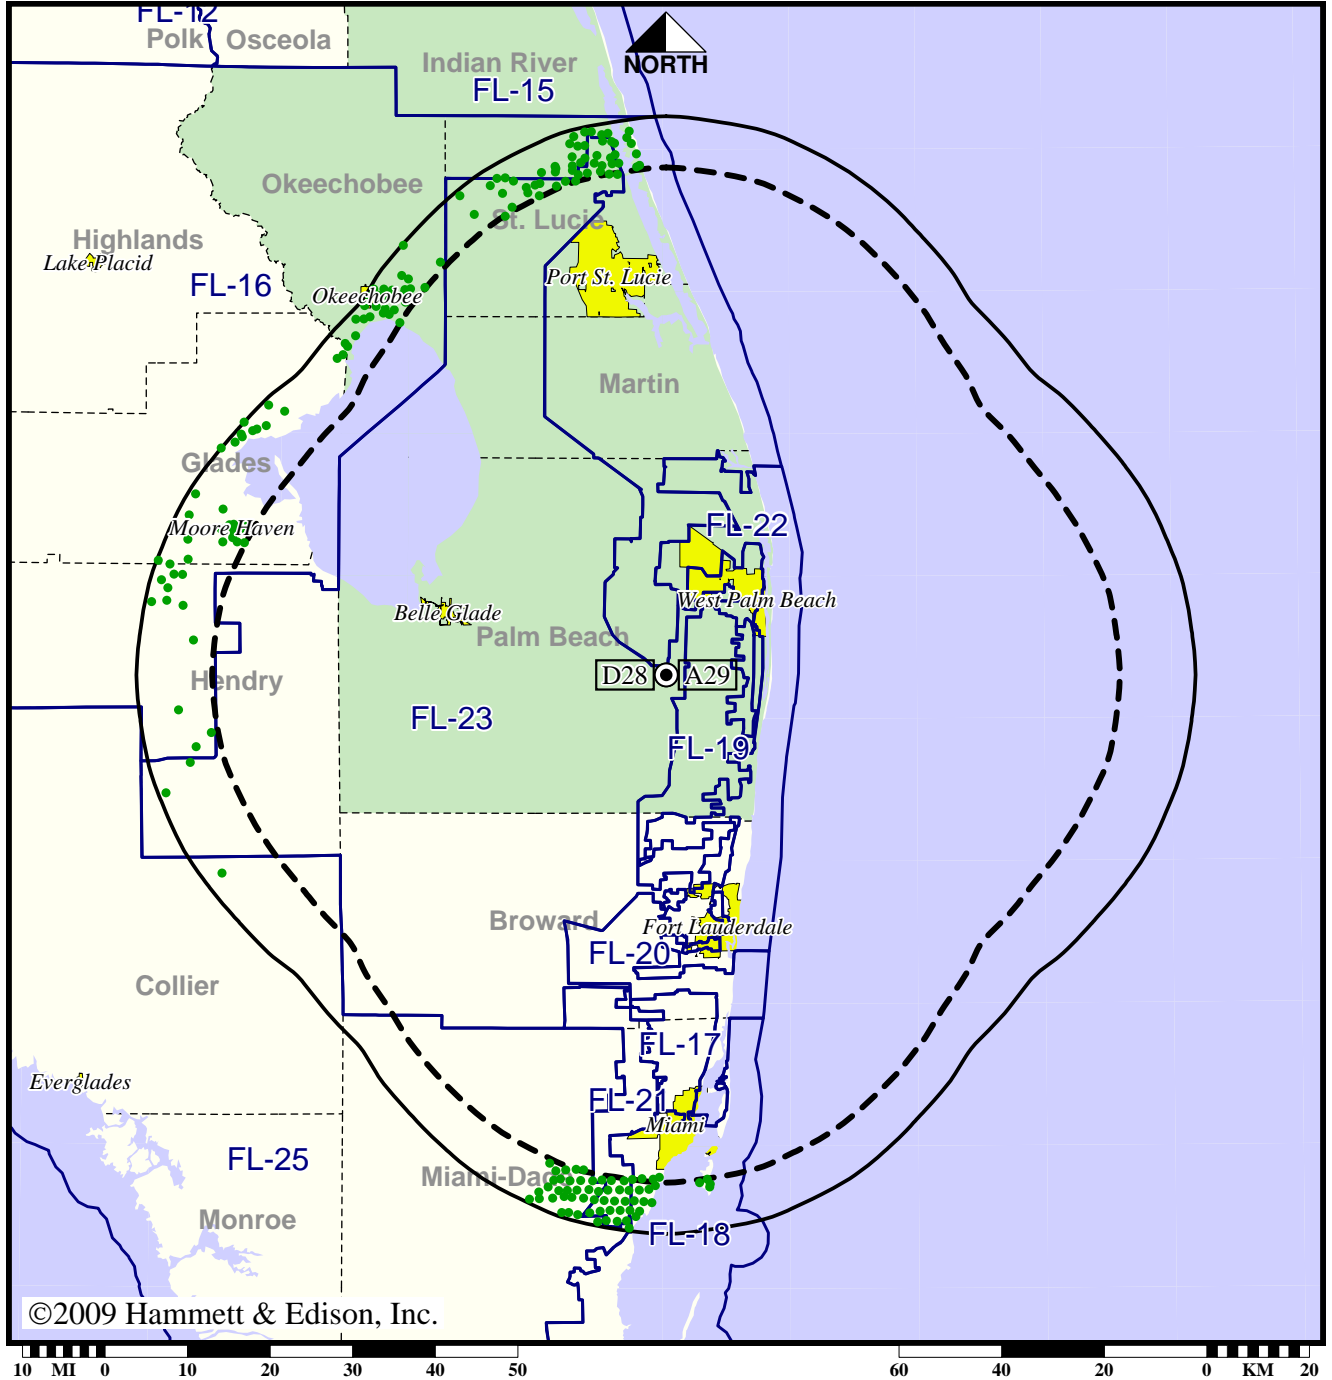 FL-12
Polk
Osceola
NORTH
Indian River
FL-15
Okeechobee
St. Lucie
Highlands
Lake Placid
FL-16
Port St. Lucie
Okeechobee
Martin
Glades
Moore Haven
FL-22
West Palm Beach
Belle Glade
Palm Beach
D28
A29
Hendry
FL-23
FL-19
Broward
Fort Lauderdale
FL-20
Collier
FL-17
Everglades
FL-21
Miami
FL-25
Miami-Dade
Monroe
FL-18
©2009 Hammett & Edison, Inc.
10 MI 0 10 20 30 40 50
60 40 20 0 KM 20